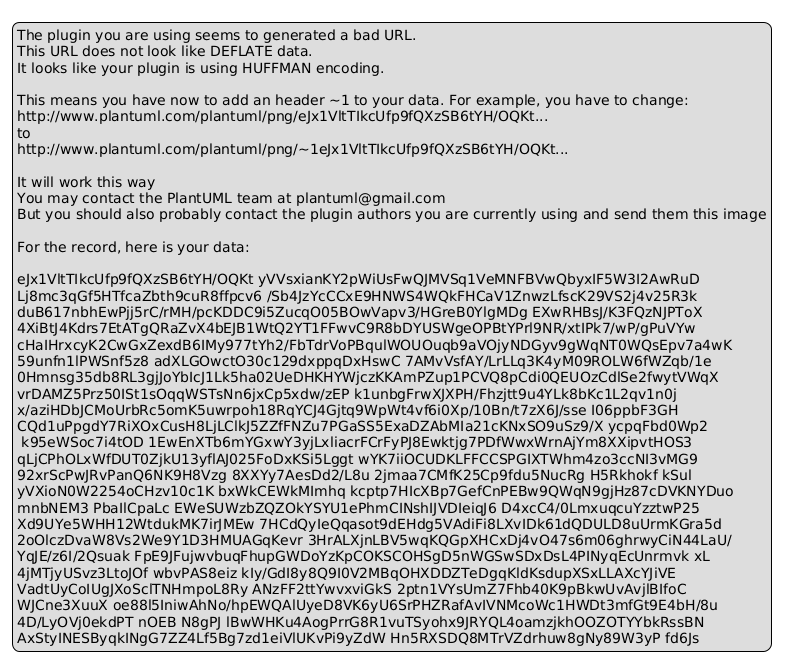 The plugin you are using seems to generated a bad URL.
This URL does not look like DEFLATE data.
It looks like your plugin is using HUFFMAN encoding.
This means you have now to add an header ~1 to your data. For example, you have to change:
http://www.plantuml.com/plantuml/png/eJx1VltTIkcUfp9fQXzSB6tYH/OQKt...
to
http://www.plantuml.com/plantuml/png/~1eJx1VltTIkcUfp9fQXzSB6tYH/OQKt...
It will work this way
You may contact the PlantUML team at plantuml@gmail.com
But you should also probably contact the plugin authors you are currently using and send them this image
For the record, here is your data:
eJx1VltTIkcUfp9fQXzSB6tYH/OQKt yVVsxianKY2pWiUsFwQJMVSq1VeMNFBVwQbyxIF5W3I2AwRuD
Lj8mc3qGf5HTfcaZbth9cuR8ffpcv6 /Sb4JzYcCCxE9HNWS4WQkFHCaV1ZnwzLfscK29VS2j4v25R3k
duB617nbhEwPjj5rC/rMH/pcKDDC9i5ZucqO05BOwVapv3/HGreB0YlgMDg EXwRHBsJ/K3FQzNJPToX
4XiBtJ4Kdrs7EtATgQRaZvX4bEJB1WtQ2YT1FFwvC9R8bDYUSWgeOPBtYPrl9NR/xtIPk7/wP/gPuVYw
cHaIHrxcyK2CwGxZexdB6IMy977tYh2/FbTdrVoPBqulWOUOuqb9aVOjyNDGyv9gWqNT0WQsEpv7a4wK
59unfn1lPWSnf5z8 adXLGOwctO30c129dxppqDxHswC 7AMvVsfAY/LrLLq3K4yM09ROLW6fWZqb/1e
0Hmnsg35db8RL3gjJoYbIcJ1Lk5ha02UeDHKHYWjczKKAmPZup1PCVQ8pCdi0QEUOzCdlSe2fwytVWqX
vrDAMZ5Prz50ISt1sOqqWSTsNn6jxCp5xdw/zEP k1unbgFrwXJXPH/Fhzjtt9u4YLk8bKc1L2qv1n0j
x/aziHDbJCMoUrbRc5omK5uwrpoh18RqYCJ4Gjtq9WpWt4vf6i0Xp/10Bn/t7zX6J/sse I06ppbF3GH
CQd1uPpgdY7RiXOxCusH8LjLClkJ5ZZfFNZu7PGaSS5ExaDZAbMIa21cKNxSO9uSz9/X ycpqFbd0Wp2
 k95eWSoc7i4tOD 1EwEnXTb6mYGxwY3yjLxliacrFCrFyPJ8Ewktjg7PDfWwxWrnAjYm8XXipvtHOS3
qLjCPhOLxWfDUT0ZjkU13yflAJ025FoDxKSi5Lggt wYK7iiOCUDKLFFCCSPGIXTWhm4zo3ccNI3vMG9
92xrScPwJRvPanQ6NK9H8Vzg 8XXYy7AesDd2/L8u 2jmaa7CMfK25Cp9fdu5NucRg H5Rkhokf kSul
yVXioN0W2254oCHzv10c1K bxWkCEWkMImhq kcptp7HIcXBp7GefCnPEBw9QWqN9gjHz87cDVKNYDuo
mnbNEM3 PbaIlCpaLc EWeSUWzbZQZOkYSYU1ePhmCINshIJVDIeiqJ6 D4xcC4/0LmxuqcuYzztwP25
Xd9UYe5WHH12WtdukMK7irJMEw 7HCdQyIeQqasot9dEHdg5VAdiFi8LXvIDk61dQDULD8uUrmKGra5d
2oOlczDvaW8Vs2We9Y1D3HMUAGqKevr 3HrALXjnLBV5wqKQGpXHCxDj4vO47s6m06ghrwyCiN44LaU/
YqJE/z6I/2Qsuak FpE9JFujwvbuqFhupGWDoYzKpCOKSCOHSgD5nWGSwSDxDsL4PINyqEcUnrmvk xL
4jMTjyUSvz3LtoJOf wbvPAS8eiz kIy/GdI8y8Q9I0V2MBqOHXDDZTeDgqKldKsdupXSxLLAXcYJiVE
VadtUyCoIUgJXoSclTNHmpoL8Ry ANzFF2ttYwvxviGkS 2ptn1VYsUmZ7Fhb40K9pBkwUvAvjlBIfoC
WJCne3XuuX oe88l5IniwAhNo/hpEWQAlUyeD8VK6yU6SrPHZRafAvIVNMcoWc1HWDt3mfGt9E4bH/8u
4D/LyOVj0ekdPT nOEB N8gPJ lBwWHKu4AogPrrG8R1vuTSyohx9JRYQL4oamzjkhOOZOTYYbkRssBN
AxStyINESByqkINgG7ZZ4Lf5Bg7zd1eiVlUKvPi9yZdW Hn5RXSDQ8MTrVZdrhuw8gNy89W3yP fd6Js